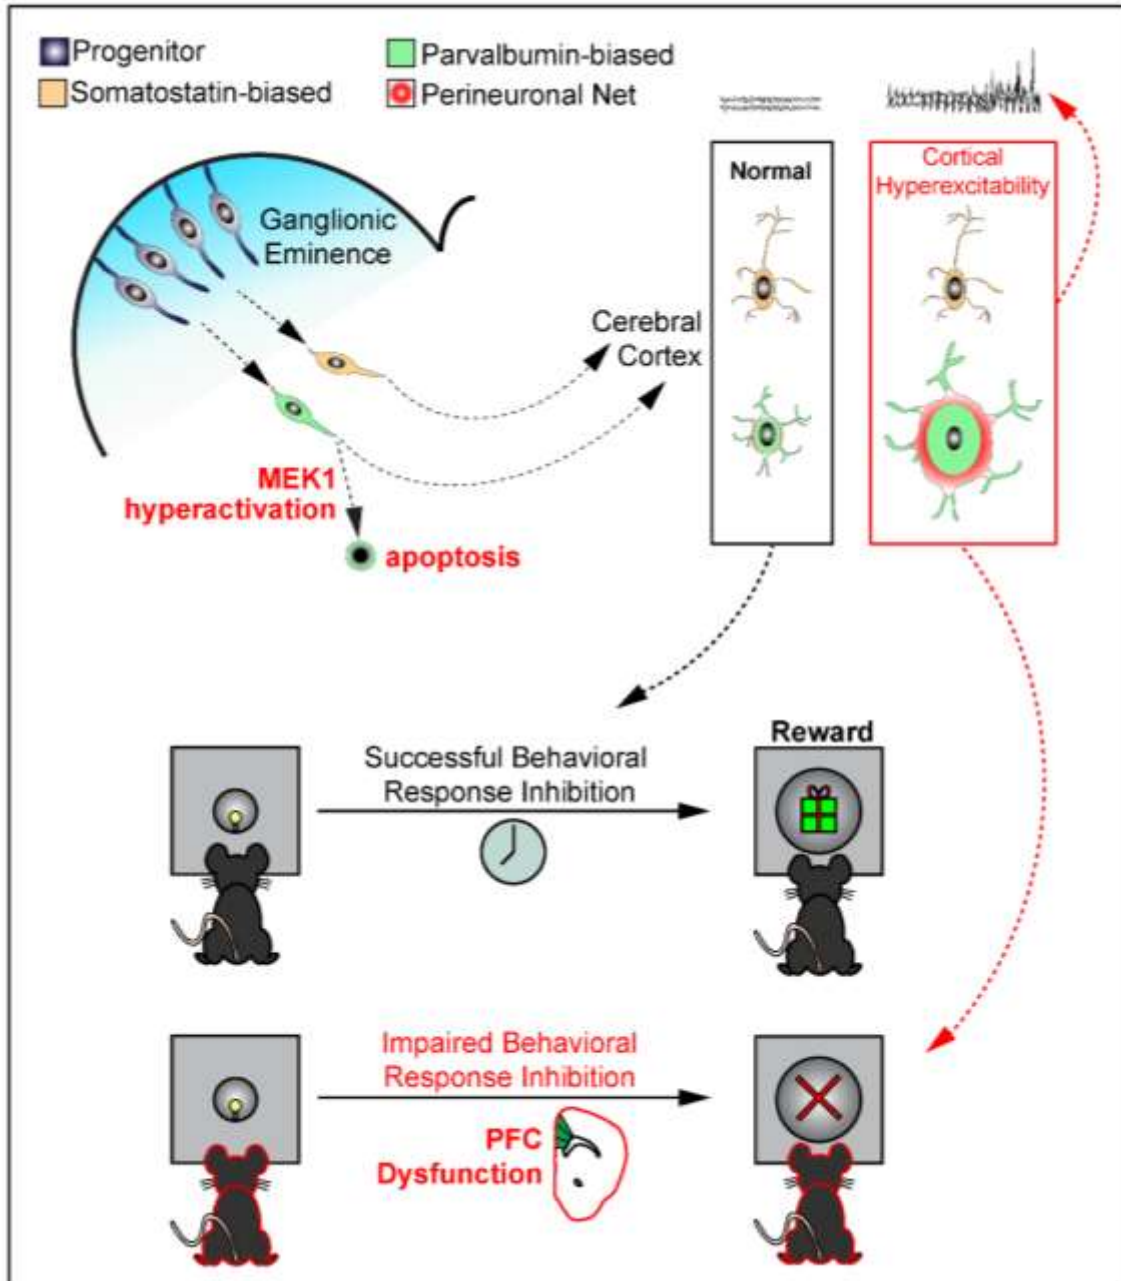 Progenitor
Parvalbumin-biased
Somatostatin-biased
Perineuronal Net
Normal
Cortical
Hyperexcitability
Ganglionic
Eminence
Cerebral
Cortex
MEK1
hyperactivation
apoptosis
Successful Behavioral
Response Inhibition
Reward
Impaired Behavioral
Response Inhibition
PFC
Dysfunction